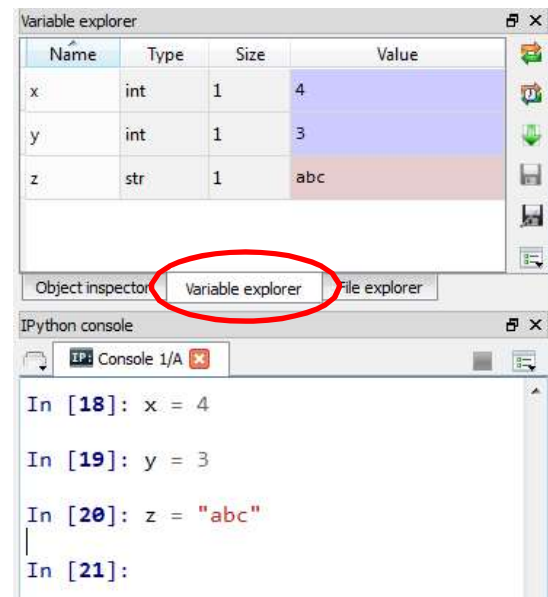 Variable explorer
Name Type Size Value
x int 1 4
y int 1 3
z str 1 abc
Object inspector Variable explorer File explorer
IPython console
IP: Console 1/A
In [18]: x = 4
In [19]: y = 3
In [20]: z = "abc"
In [21]: